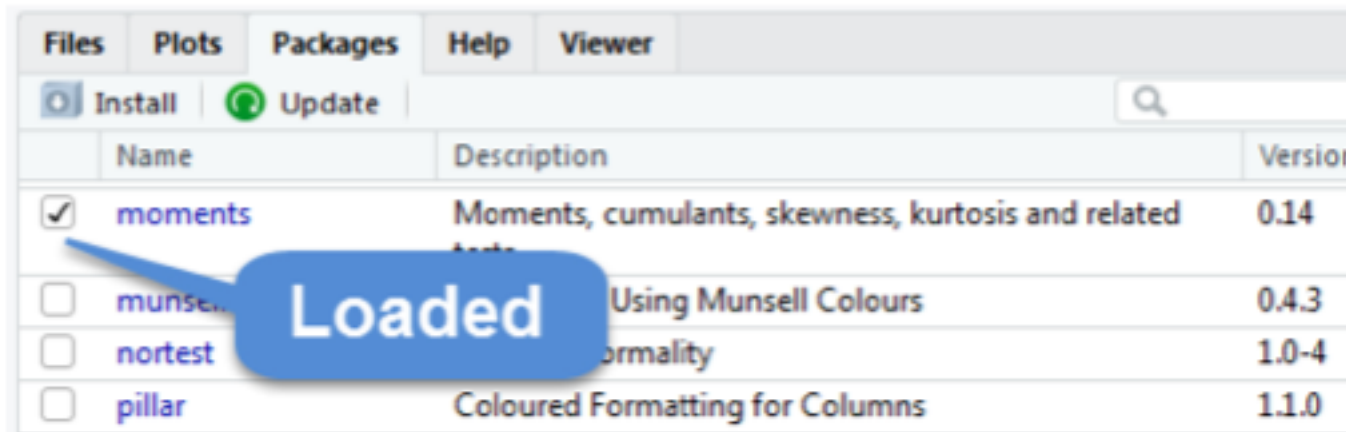 Files Plots Packages Help Viewer
Install Update
Name Description Version
moments Moments, cumulants, skewness, kurtosis and related 0.14
Loaded
Using Munsell Colours 0.4.3
nortest 1.0-4
pillar Coloured Formatting for Columns 1.1.0